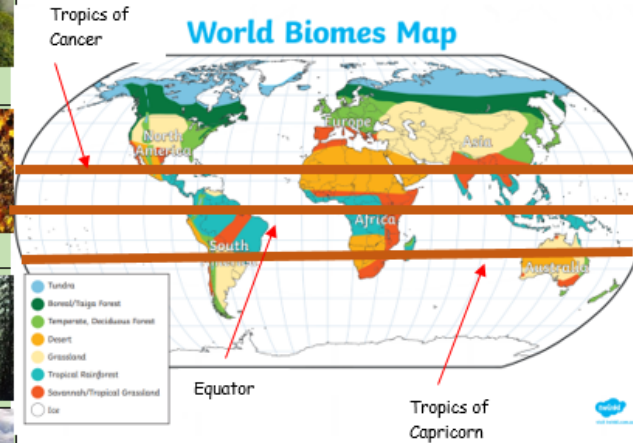 Tropics of
Cancer
World Biomes Map
Europe
North
America
Asia
Africa
South
Australia
Tundra
Boreal/Taiga Forest
Temperate, Deciduous Forest
Desert
Grassland
Tropical Rainforest
Savannah/Tropical Grassland
Ice
Equator
Tropics of
Capricorn
twinkl